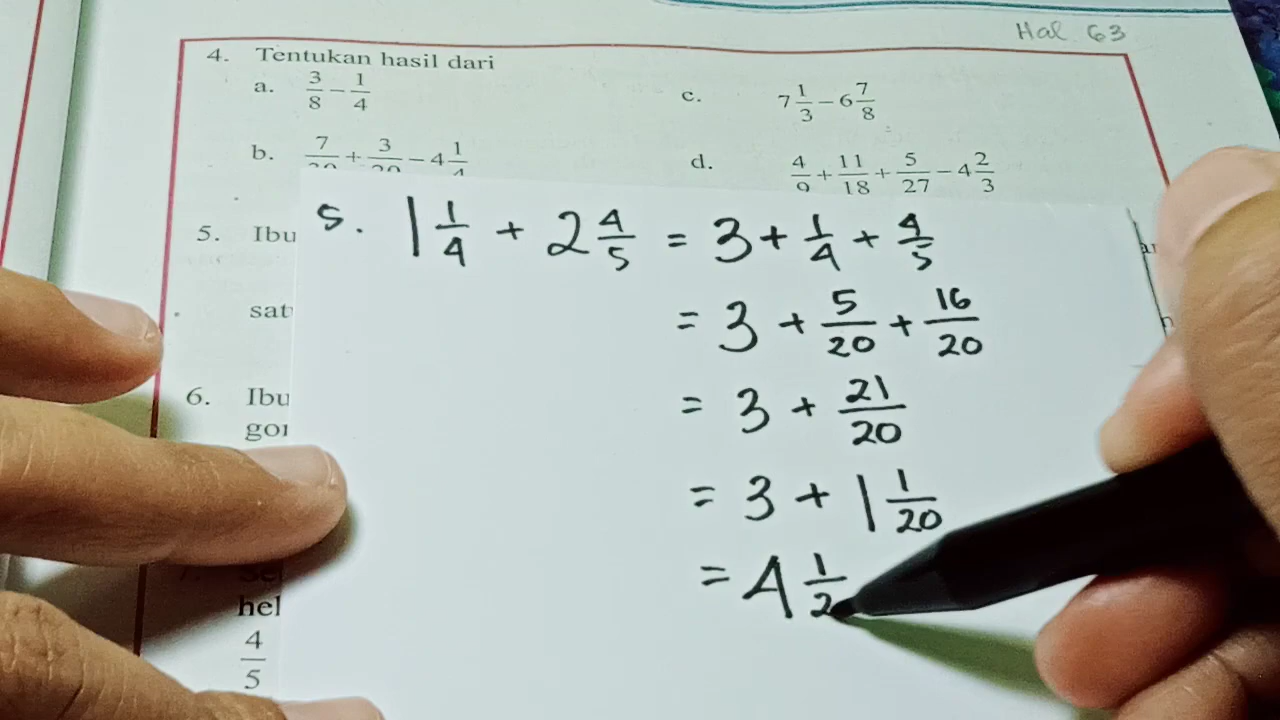 Hal 63
4. Tentukan hasil dari
a. 3/8 − 1/4
c. 7 1/3 − 6 7/8
b. 7/20 + 3/20 − 4 1/4
d. 4/9 + 11/18 + 5/27 − 4 2/3
5. Ibu
sat
6. Ibu
gor
hel
4/5
5. 1 1/4 + 2 4/5 = 3 + 1/4 + 4/5
= 3 + 5/20 + 16/20
= 3 + 21/20
= 3 + 1 1/20
= 4 1/2